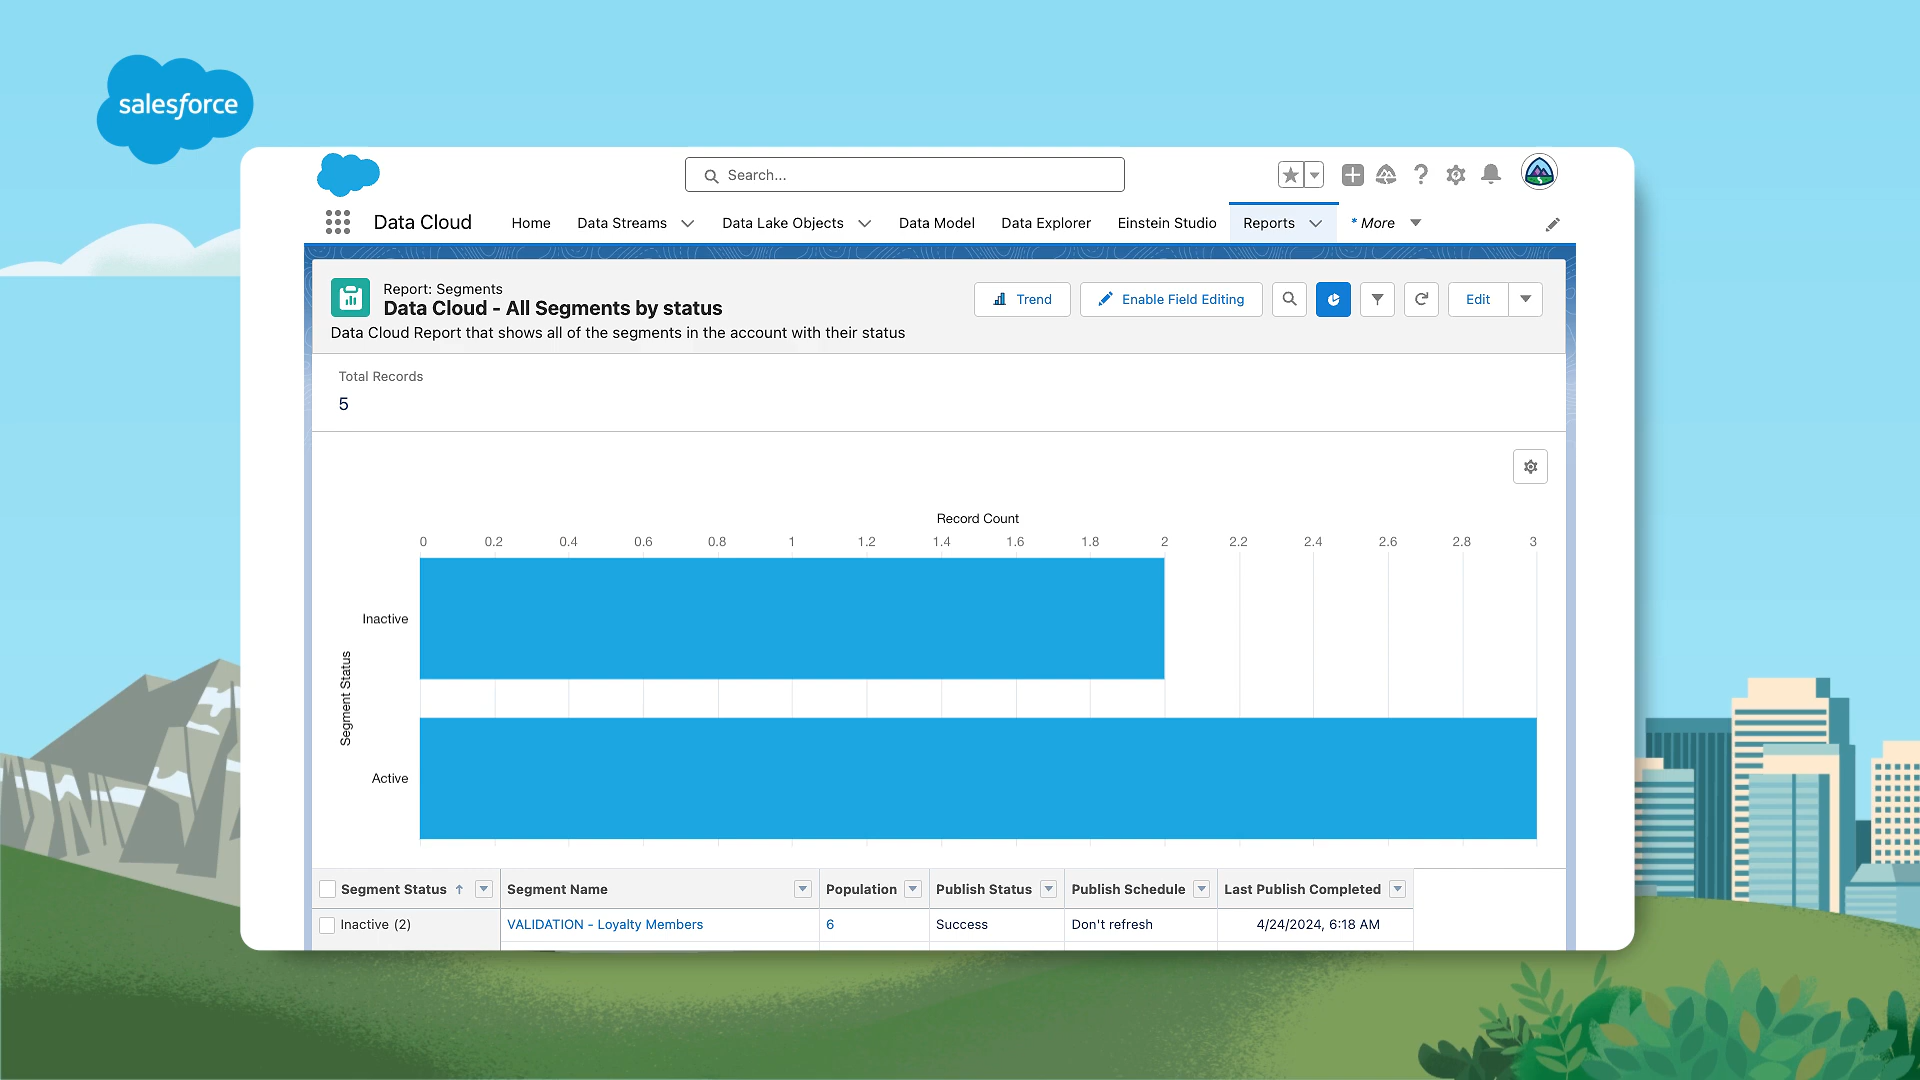 salesforce
Search...
Data Cloud
Home
Data Streams
Data Lake Objects
Data Model
Data Explorer
Einstein Studio
Reports
* More
Report: Segments
Data Cloud - All Segments by status
Data Cloud Report that shows all of the segments in the account with their status
Trend
Enable Field Editing
Edit
Total Records
5
Record Count
0 0.2 0.4 0.6 0.8 1 1.2 1.4 1.6 1.8 2 2.2 2.4 2.6 2.8 3
Segment Status
Inactive
Active
Segment Status ↑ Segment Name Population Publish Status Publish Schedule Last Publish Completed
Inactive (2) VALIDATION - Loyalty Members 6 Success Don't refresh 4/24/2024, 6:18 AM